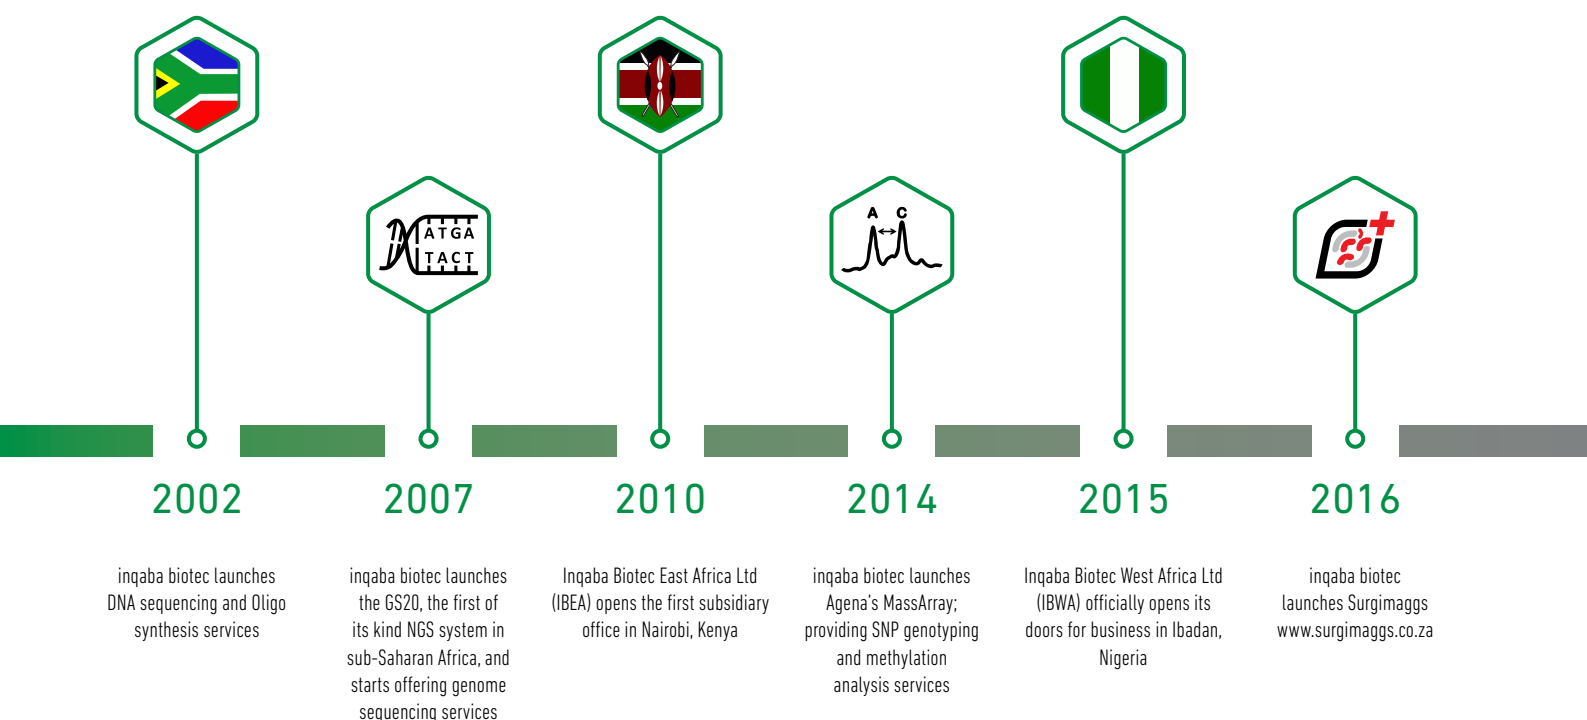 ATGA
TACT
A C
2002
inqaba biotec launches
DNA sequencing and Oligo
synthesis services
2007
inqaba biotec launches
the GS20, the first of
its kind NGS system in
sub-Saharan Africa, and
starts offering genome
sequencing services
2010
Inqaba Biotec East Africa Ltd
(IBEA) opens the first subsidiary
office in Nairobi, Kenya
2014
inqaba biotec launches
Agena's MassArray;
providing SNP genotyping
and methylation
analysis services
2015
Inqaba Biotec West Africa Ltd
(IBWA) officially opens its
doors for business in Ibadan,
Nigeria
2016
inqaba biotec
launches Surgimaggs
www.surgimaggs.co.za